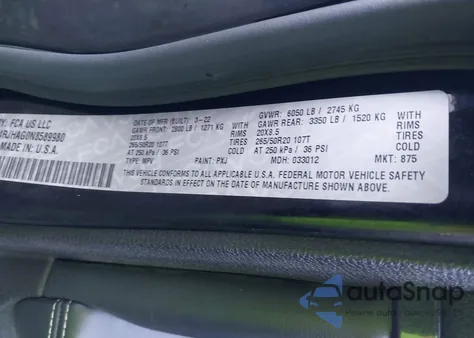 TY: FCA US LLC
RJHAG0N8589980
MADE IN: U.S.A.
DATE OF MFR (BUILT): 3-22
GAWR FRONT: 2800 LB / 1271 KG
20X8.5 RIMS
265/50R20 107T TIRES
AT 250 kPa / 36 PSI COLD
TYPE: MPV PAINT: PXJ
GVWR: 6050 LB / 2745 KG
GAWR REAR: 3350 LB / 1520 KG
20X8.5 RIMS
265/50R20 107T TIRES
AT 250 kPa / 36 PSI COLD
MDH: 033012 MKT: 875
THIS VEHICLE CONFORMS TO ALL APPLICABLE U.S.A. FEDERAL MOTOR VEHICLE SAFETY
STANDARDS IN EFFECT ON THE DATE OF MANUFACTURE SHOWN ABOVE.
autoSnap